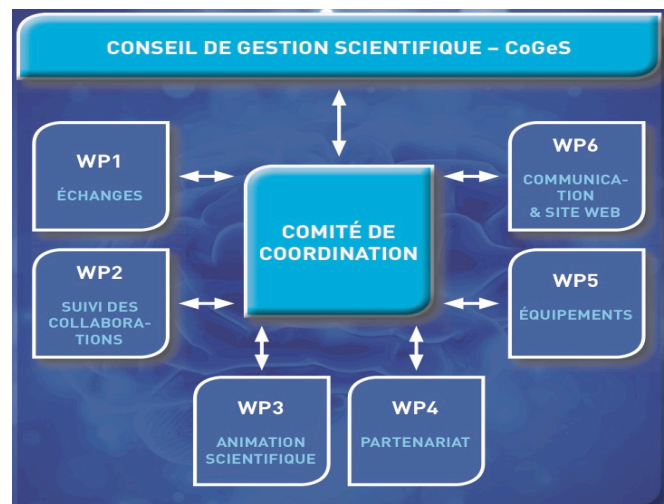 CONSEIL DE GESTION SCIENTIFIQUE – CoGeS
WP1
ÉCHANGES
WP6
COMMUNICA-
TION
& SITE WEB
COMITÉ DE
COORDINATION
WP2
SUIVI DES
COLLABORA-
TIONS
WP5
ÉQUIPEMENTS
WP3
ANIMATION
SCIENTIFIQUE
WP4
PARTENARIAT